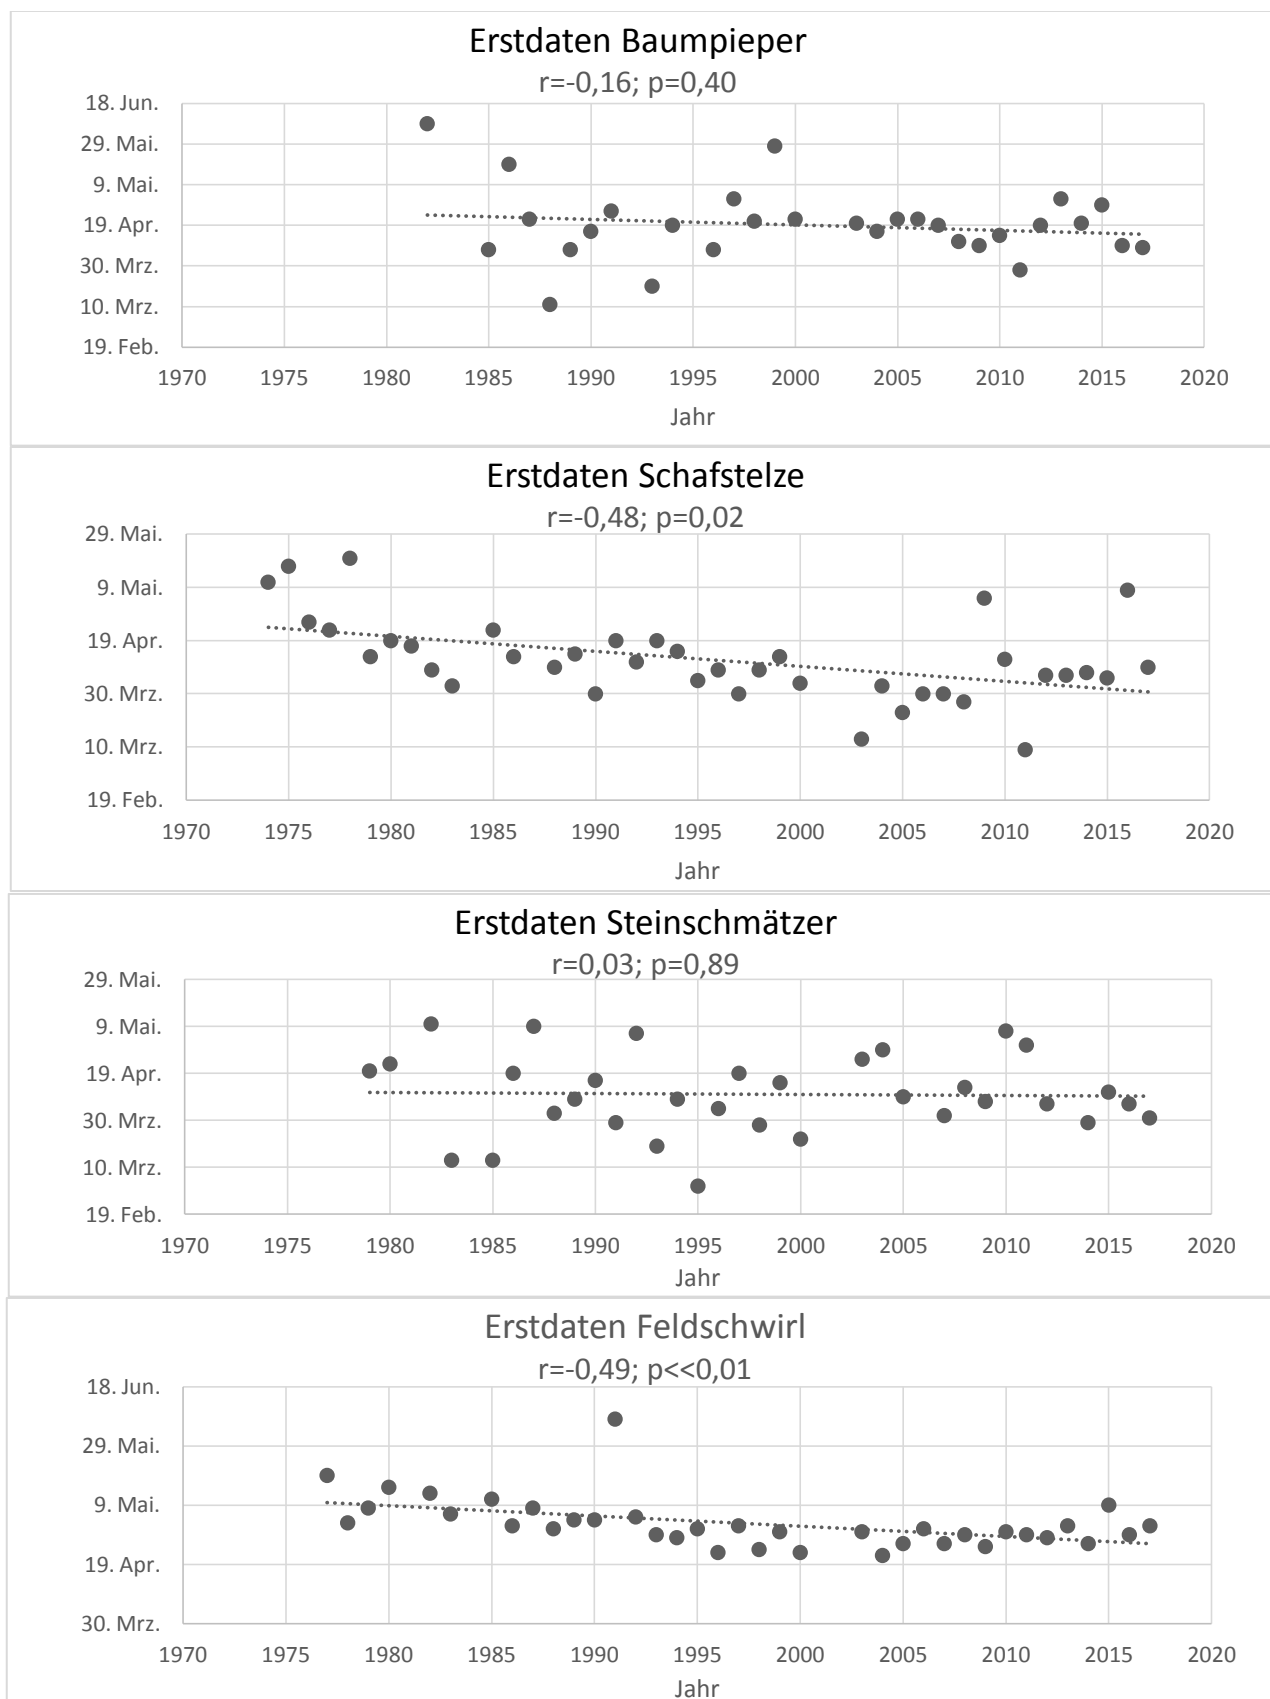 Erstdaten Baumpieper
r=-0,16; p=0,40
18. Jun.
29. Mai.
9. Mai.
19. Apr.
30. Mrz.
10. Mrz.
19. Feb.
1970 1975 1980 1985 1990 1995 2000 2005 2010 2015 2020
Jahr
Erstdaten Schafstelze
r=-0,48; p=0,02
29. Mai.
9. Mai.
19. Apr.
30. Mrz.
10. Mrz.
19. Feb.
1970 1975 1980 1985 1990 1995 2000 2005 2010 2015 2020
Jahr
Erstdaten Steinschmätzer
r=0,03; p=0,89
29. Mai.
9. Mai.
19. Apr.
30. Mrz.
10. Mrz.
19. Feb.
1970 1975 1980 1985 1990 1995 2000 2005 2010 2015 2020
Jahr
Erstdaten Feldschwirl
r=-0,49; p<<0,01
18. Jun.
29. Mai.
9. Mai.
19. Apr.
30. Mrz.
1970 1975 1980 1985 1990 1995 2000 2005 2010 2015 2020
Jahr